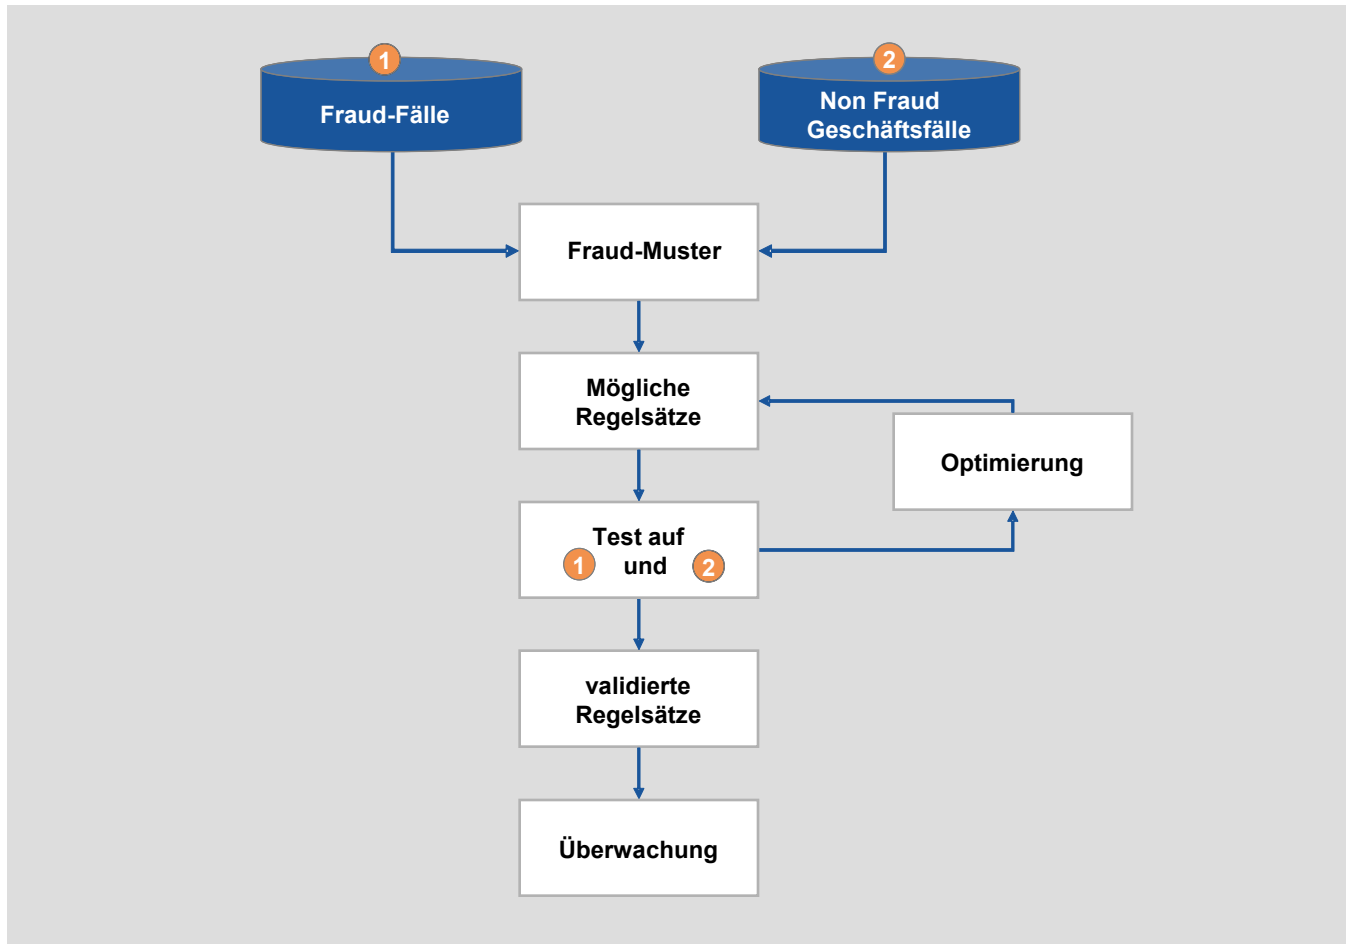 1
Fraud-Fälle
2
Non Fraud
Geschäftsfälle
Fraud-Muster
Mögliche
Regelsätze
Optimierung
Test auf
1 und 2
validierte
Regelsätze
Überwachung